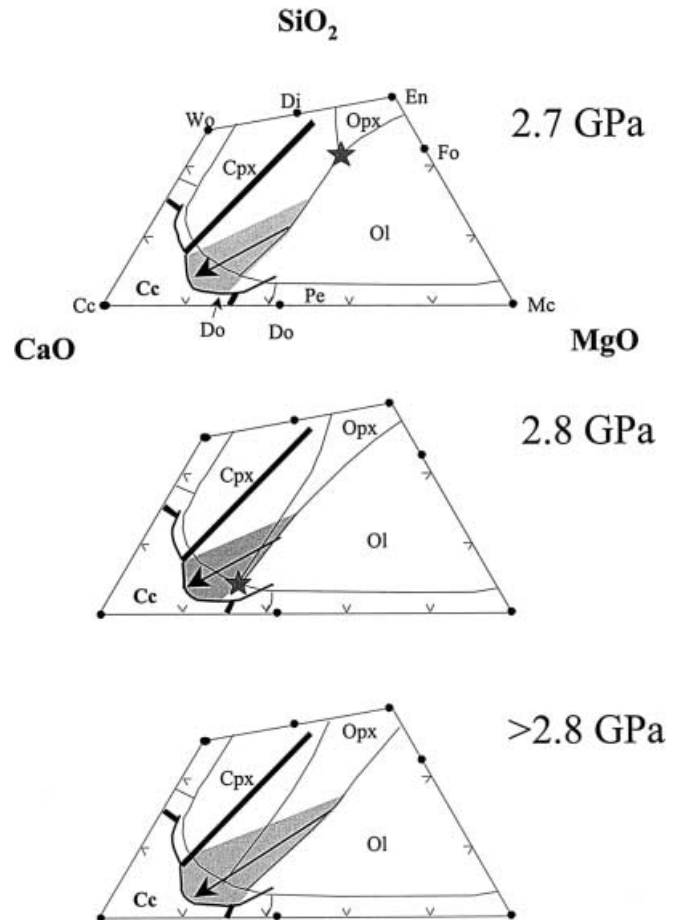 SiO₂
Wo
Di
En
Opx
2.7 GPa
Fo
Cpx
Ol
Cc
Cc
Pe
Mc
Do
Do
CaO
MgO
Opx
2.8 GPa
Cpx
Ol
Cc
Opx
>2.8 GPa
Cpx
Ol
Cc